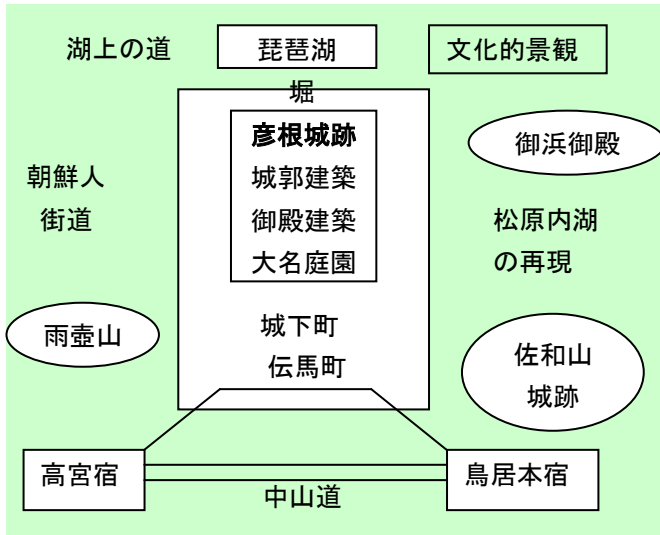 湖上の道
琵琶湖
文化的景観
堀
彦根城跡
城郭建築
御殿建築
大名庭園
御浜御殿
朝鮮人
街道
松原内湖
の再現
城下町
伝馬町
雨壺山
佐和山
城跡
高宮宿
鳥居本宿
中山道